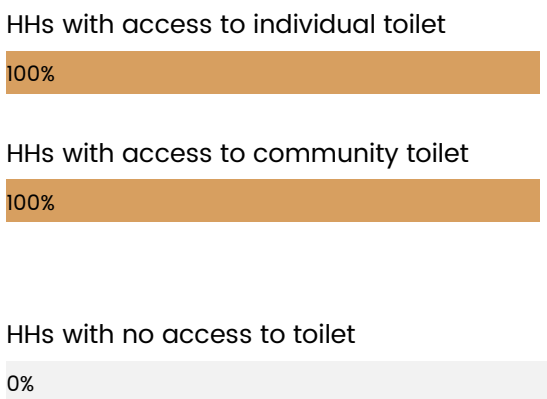 HHs with access to individual toilet
100%
HHs with access to community toilet
100%
HHs with no access to toilet
0%